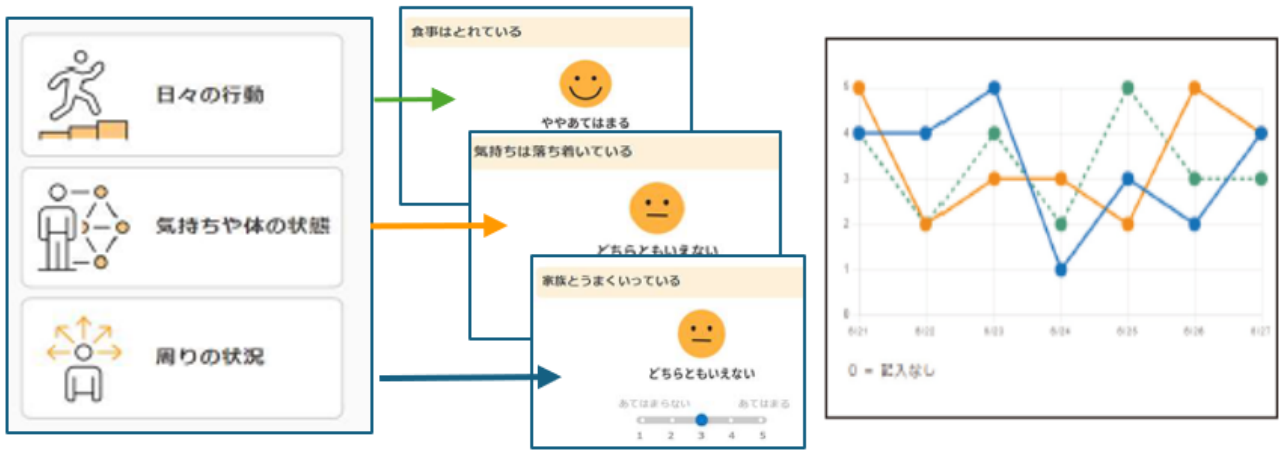 日々の行動
気持ちや体の状態
周りの状況
食事はとれている
ややあてはまる
気持ちは落ち着いている
どちらともいえない
家族とうまくいっている
どちらともいえない
あてはまらない あてはまる
1 2 3 4 5
5
4
3
2
1
0
6/21 6/22 6/23 6/24 6/25 6/26 6/27
0 = 記入なし